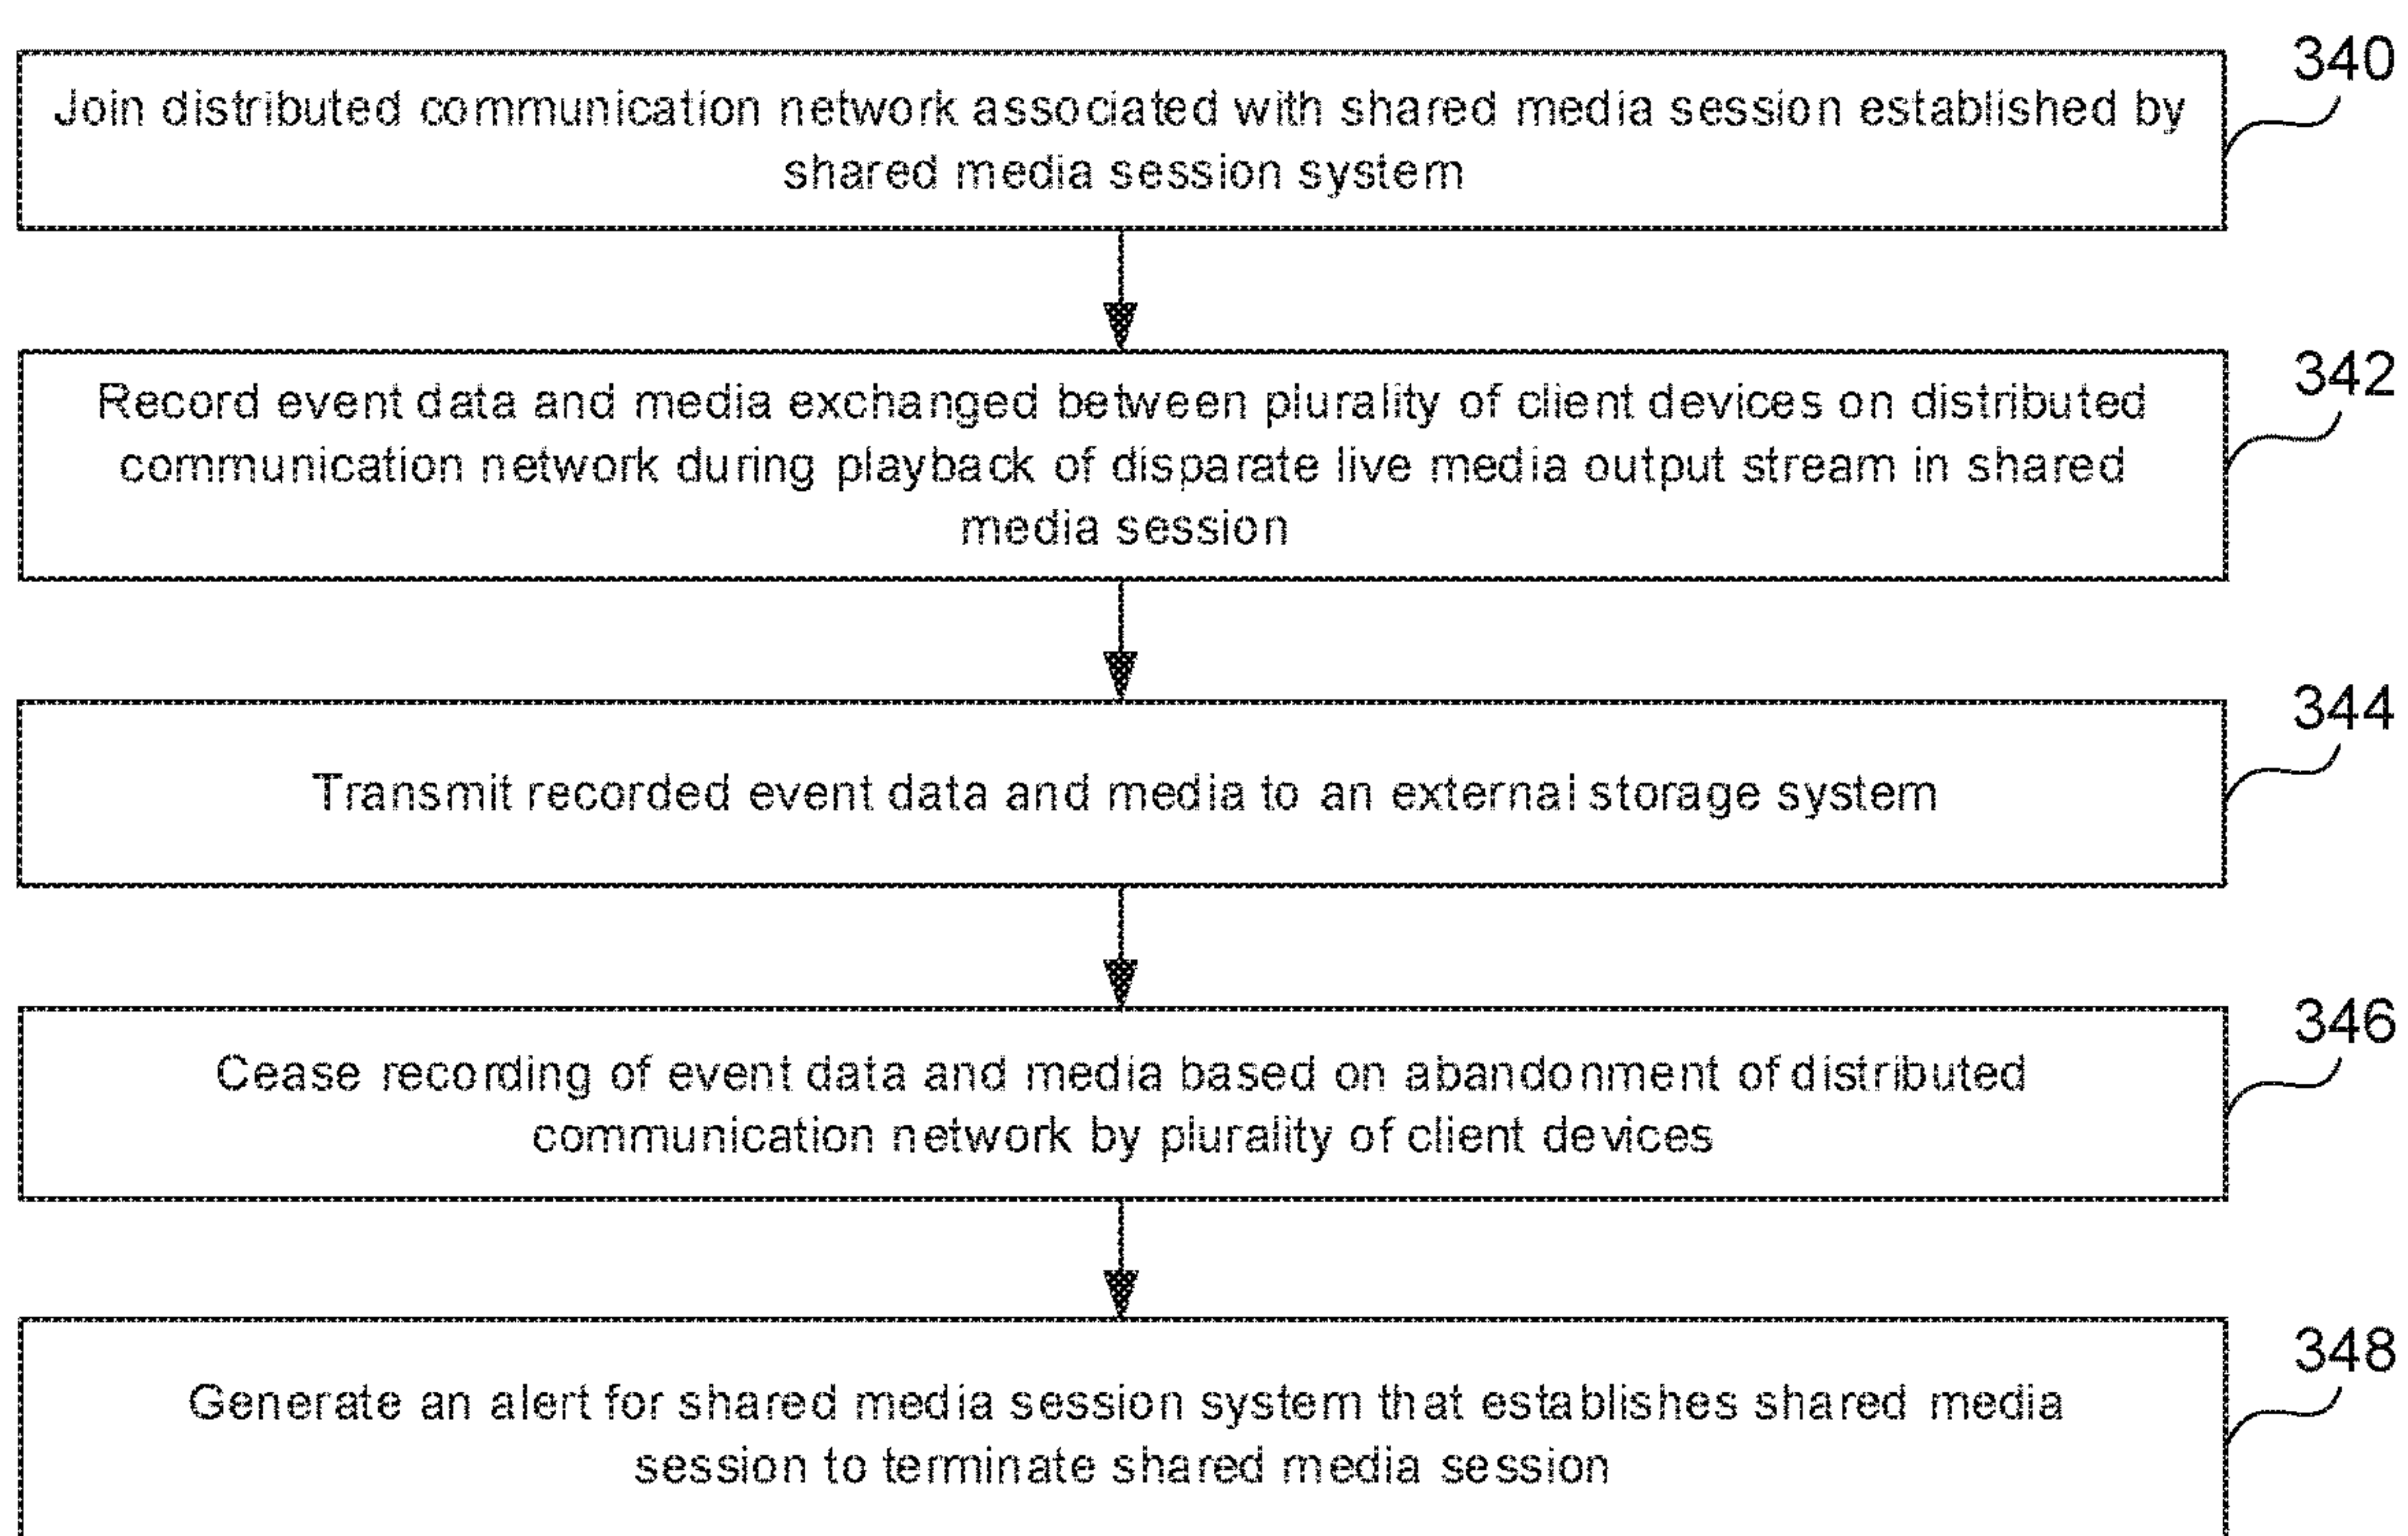 340
Join distributed communication network associated with shared media session established by
shared media session system
342
Record event data and media exchanged between plurality of client devices on distributed
communication network during playback of disparate live media output stream in shared
media session
344
Transmit recorded event data and media to an external storage system
346
Cease recording of event data and media based on abandonment of distributed
communication network by plurality of client devices
348
Generate an alert for shared media session system that establishes shared media
session to terminate shared media session